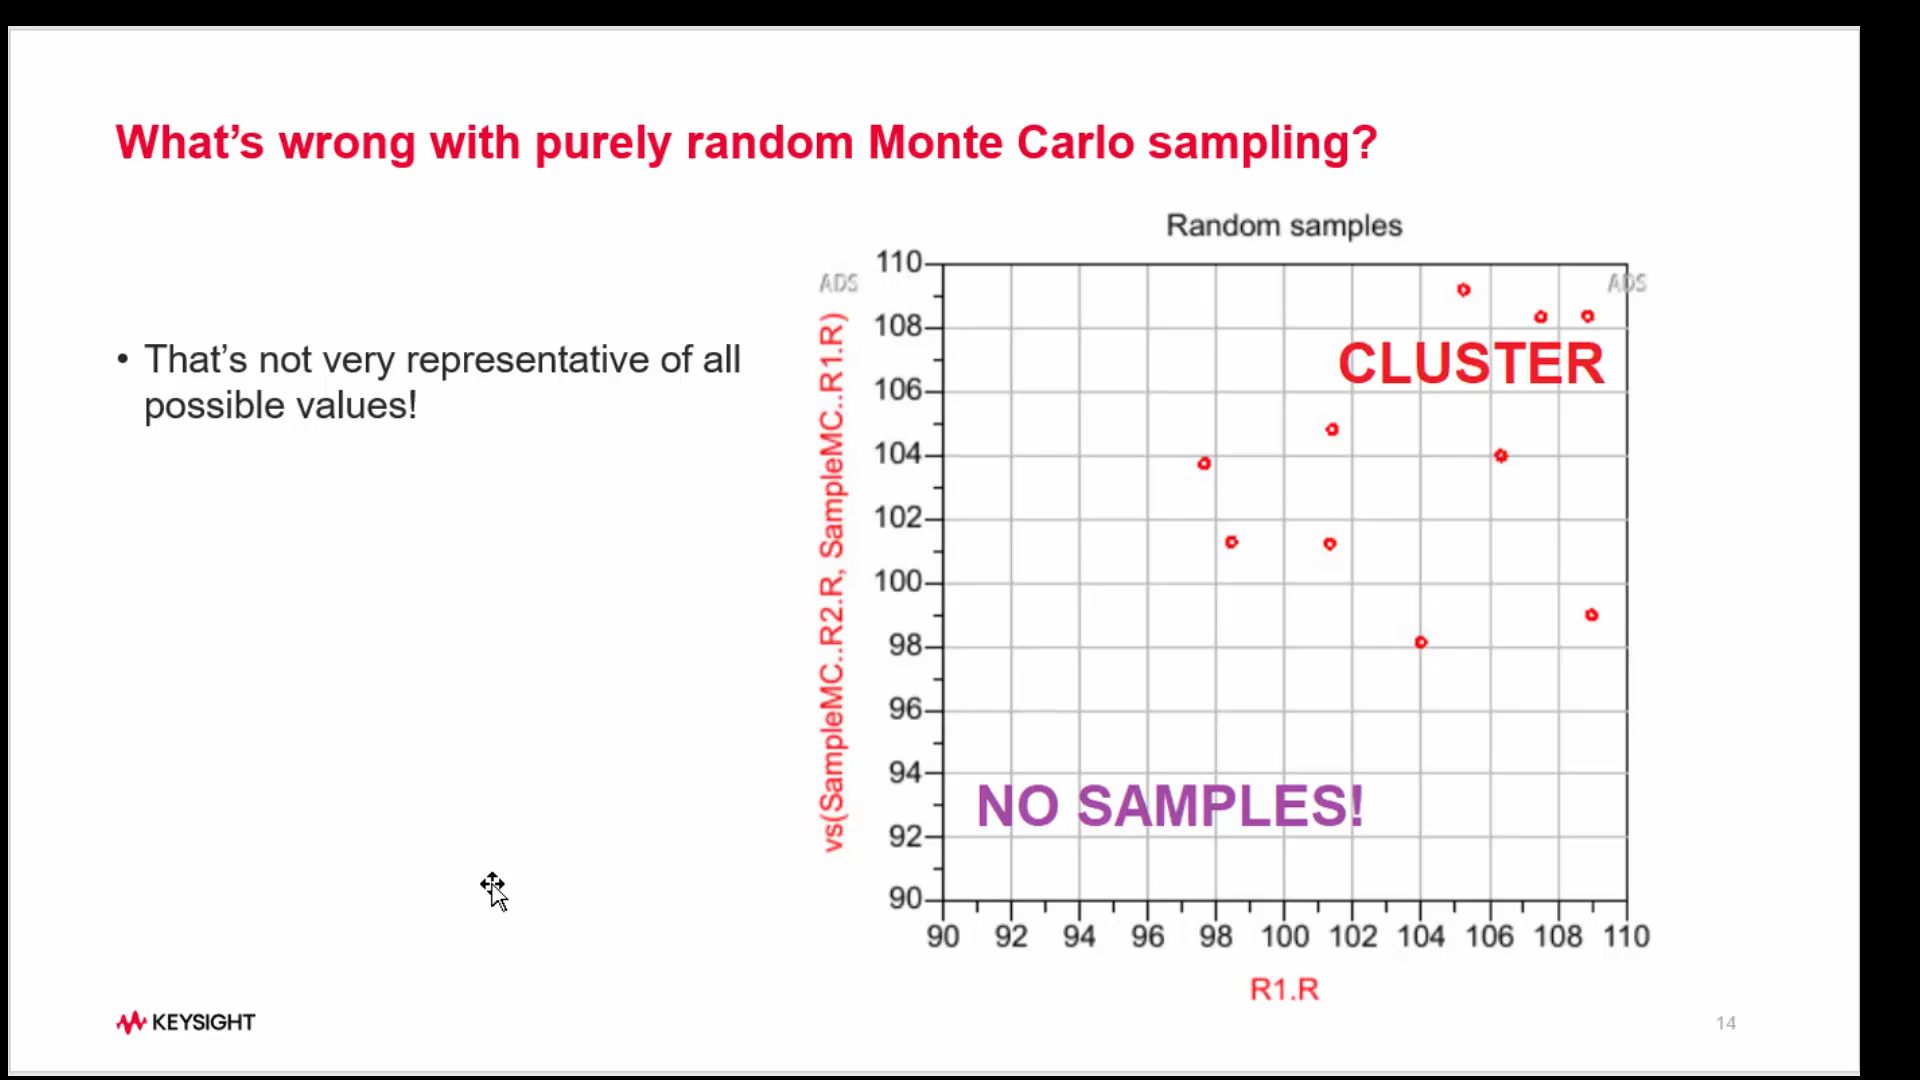 What's wrong with purely random Monte Carlo sampling?
• That's not very representative of all
possible values!
Random samples
ADS
ADS
vs(SampleMC..R2.R, SampleMC..R1.R)
110
108
106
104
102
100
98
96
94
92
90
CLUSTER
NO SAMPLES!
90 92 94 96 98 100 102 104 106 108 110
R1.R
KEYSIGHT
14